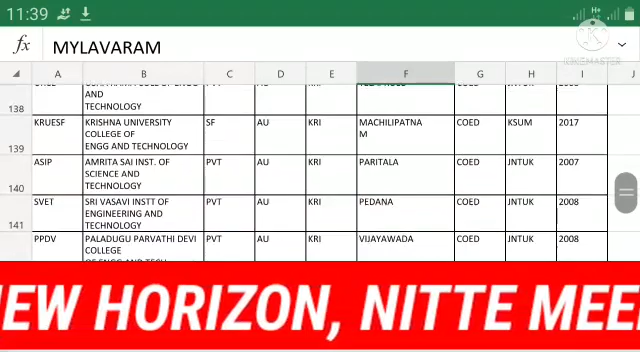 11:39
KINEMASTER
fx MYLAVARAM
A B C D E F G H I J
138 AND
TECHNOLOGY
139 KRUESF KRISHNA UNIVERSITY SF AU KRI MACHILIPATNA COED KSUM 2017
COLLEGE OF M
ENGG AND TECHNOLOGY
140 ASIP AMRITA SAI INST. OF PVT AU KRI PARITALA COED JNTUK 2007
SCIENCE AND
TECHNOLOGY
141 SVET SRI VASAVI INSTT OF PVT AU KRI PEDANA COED JNTUK 2008
ENGINEERING AND
TECHNOLOGY
PPDV PALADUGU PARVATHI DEVI PVT AU KRI VIJAYAWADA COED JNTUK 2008
COLLEGE
EW HORIZON, NITTE MEE